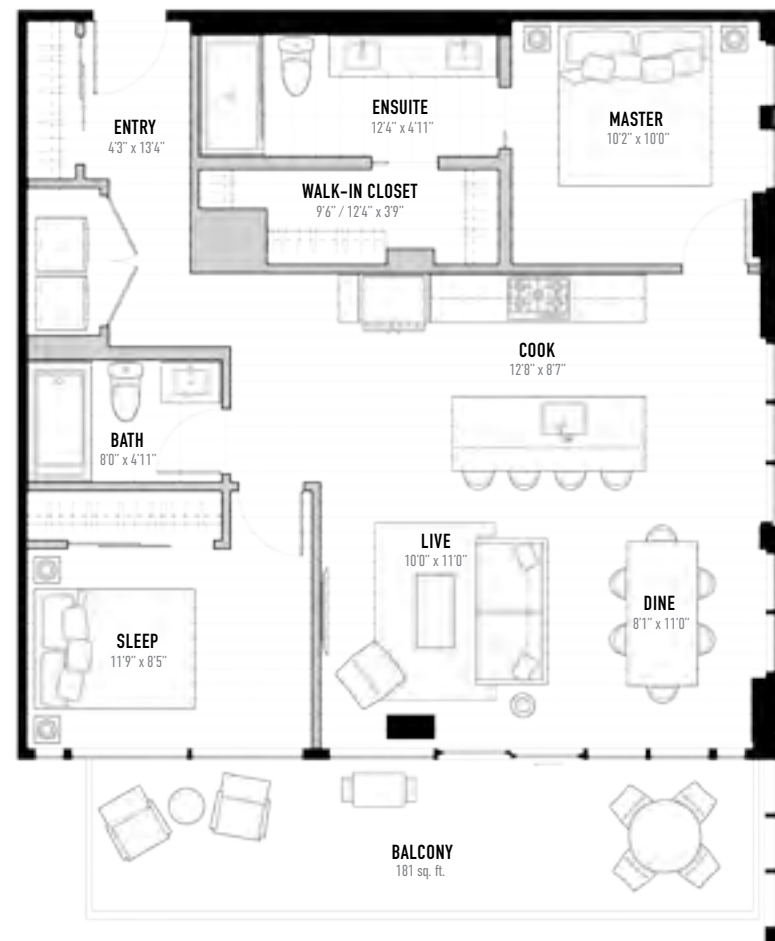 ENTRY
4'3" x 13'4"
ENSUITE
12'4" x 4'11"
MASTER
10'2" x 10'0"
WALK-IN CLOSET
9'6" / 12'4" x 3'9"
COOK
12'8" x 8'7"
BATH
8'0" x 4'11"
LIVE
10'0" x 11'0"
DINE
8'1" x 11'0"
SLEEP
11'9" x 8'5"
BALCONY
181 sq. ft.